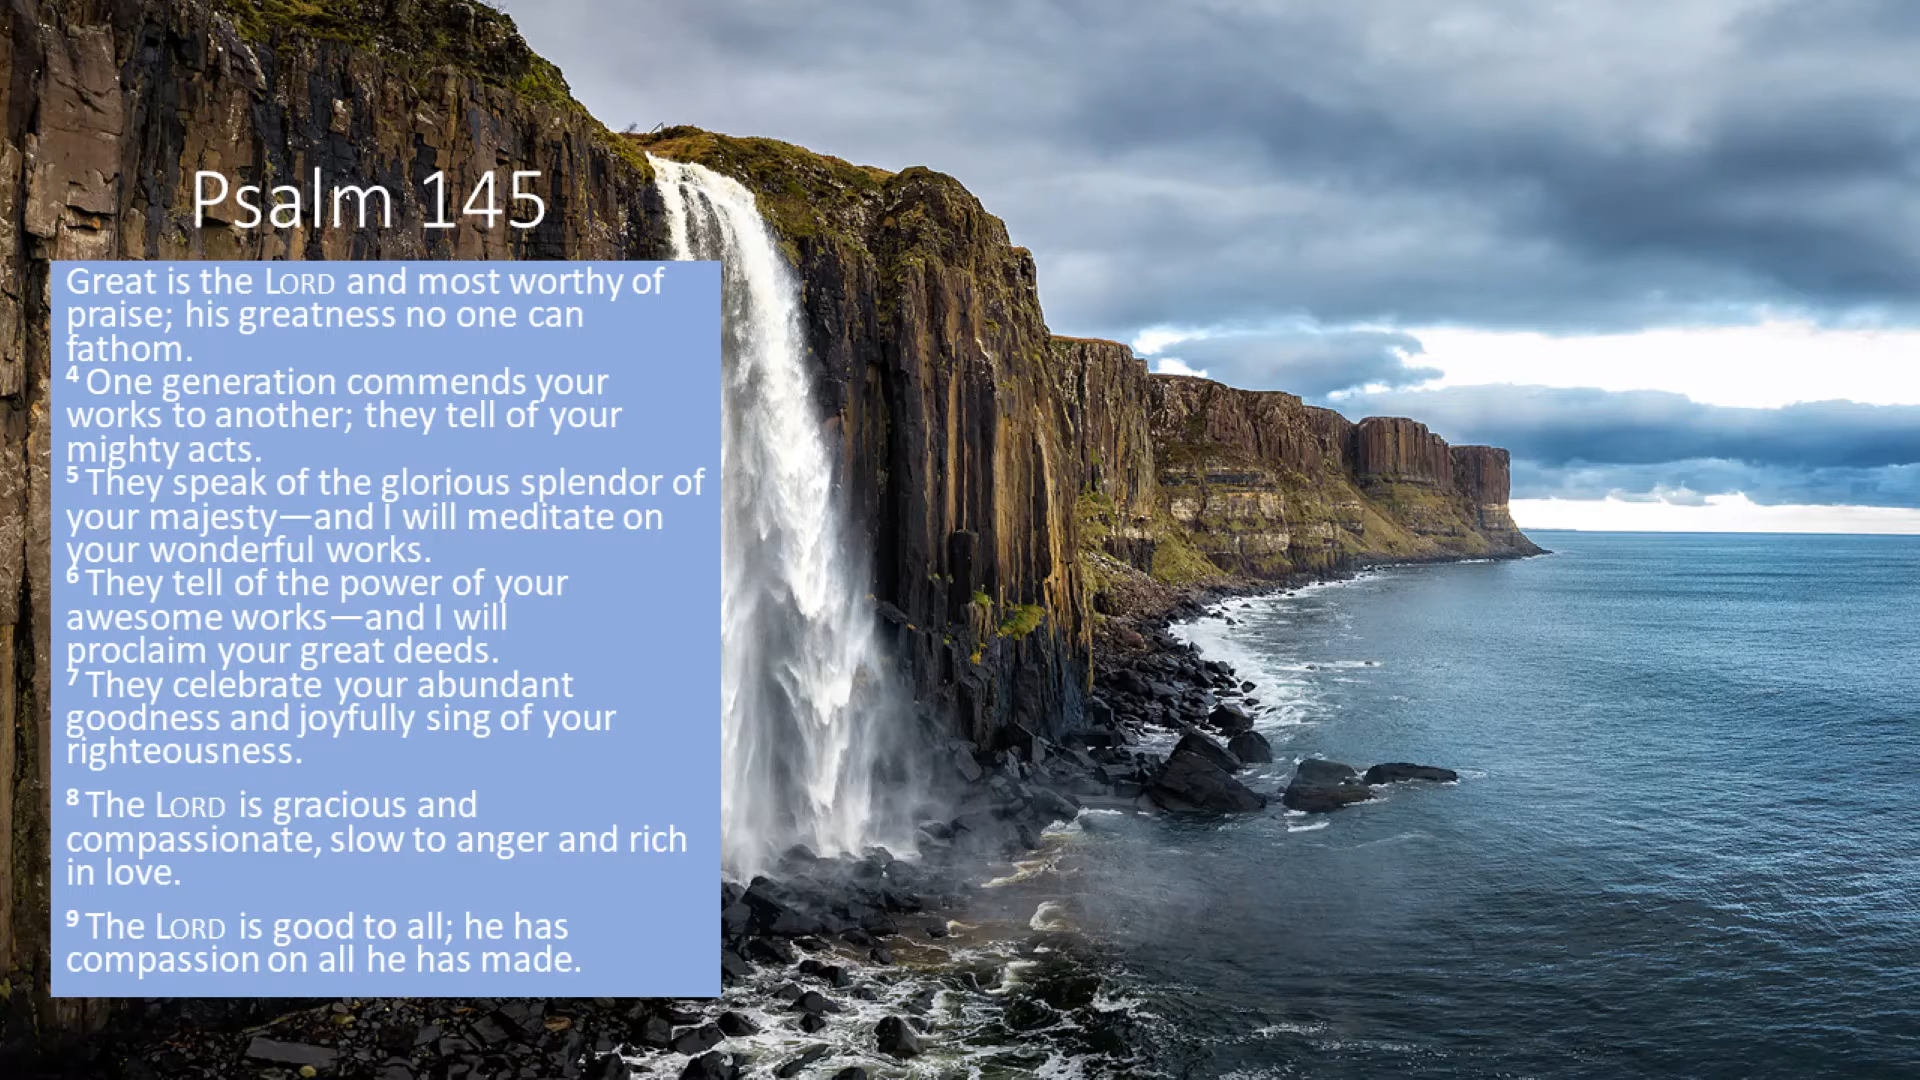 Psalm 145
Great is the LORD and most worthy of
praise; his greatness no one can
fathom.
4 One generation commends your
works to another; they tell of your
mighty acts.
5 They speak of the glorious splendor of
your majesty—and I will meditate on
your wonderful works.
6 They tell of the power of your
awesome works—and I will
proclaim your great deeds.
7 They celebrate your abundant
goodness and joyfully sing of your
righteousness.
8 The LORD is gracious and
compassionate, slow to anger and rich
in love.
9 The LORD is good to all; he has
compassion on all he has made.